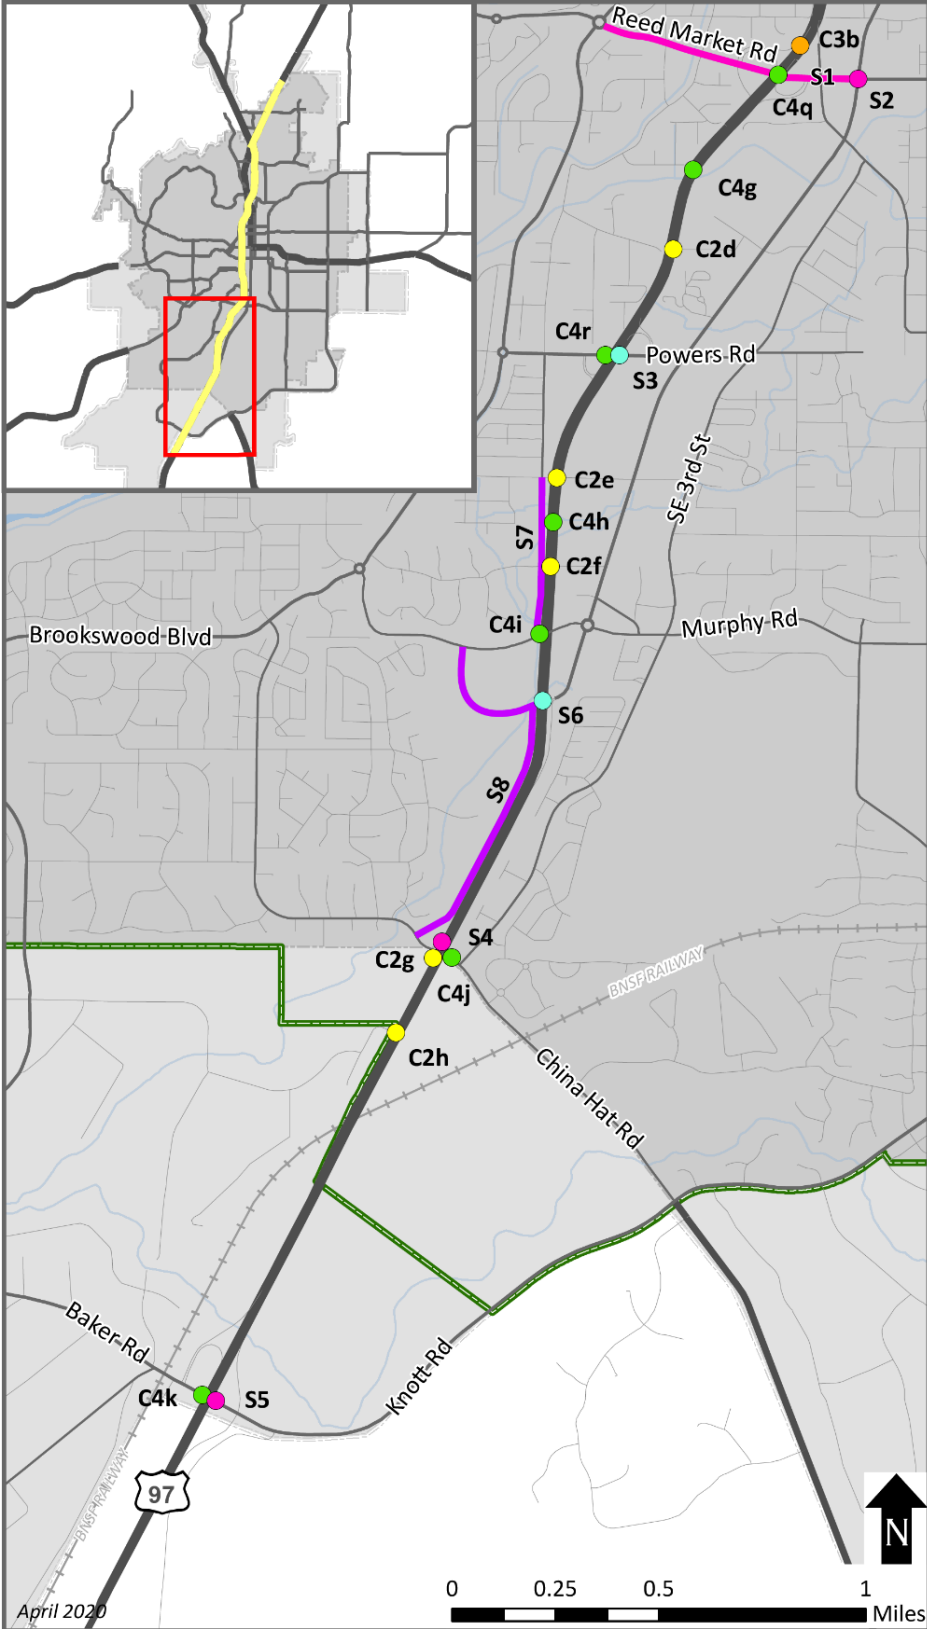 Reed Market Rd
C3b
S1
S2
C4q
C4g
C2d
C4r
Powers Rd
S3
SE 3rd St
C2e
C4h
S7
C2f
C4i
Murphy Rd
Brookswood Blvd
S6
S8
S4
C2g
C4j
BNSF RAILWAY
C2h
China Hat Rd
Baker Rd
Knott Rd
C4k
S5
97
BNSF RAILWAY
N
0 0.25 0.5 1
Miles
April 2020